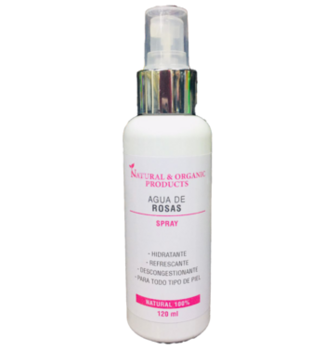 NATURAL & ORGANIC
PRODUCTS
AGUA DE
ROSAS
SPRAY
- HIDRATANTE
- REFRESCANTE
- DESCONGESTIONANTE
- PARA TODO TIPO DE PIEL
NATURAL 100%
120 ml